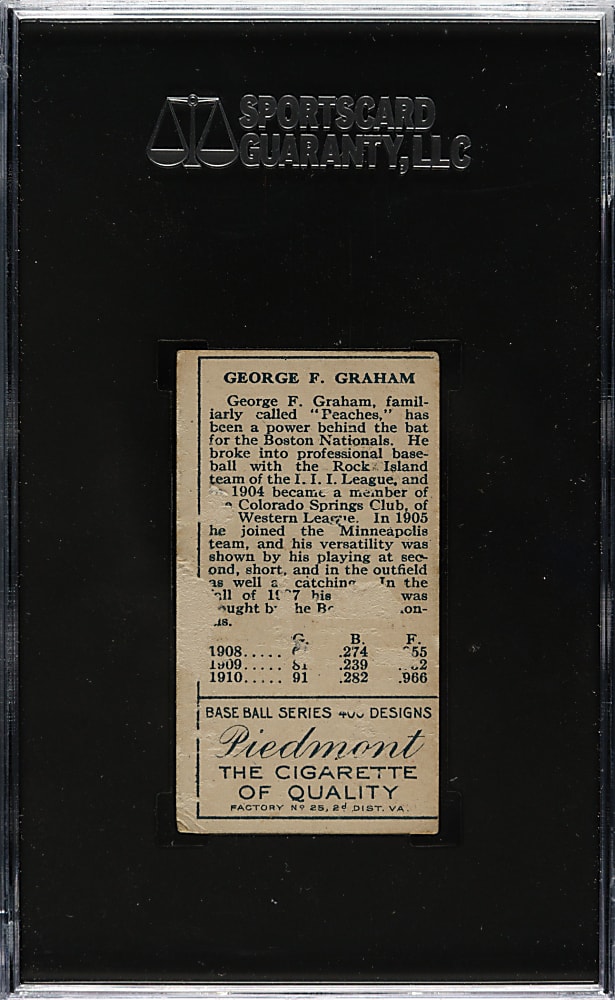 SPORTSCARD
GUARANTY, LLC
GEORGE F. GRAHAM
George F. Graham, famil-
iarly called "Peaches," has
been a power behind the bat
for the Boston Nationals. He
broke into professional base-
ball with the Rock Island
team of the I. I. I. League, and
1904 became a member of
Colorado Springs Club, of
Western League. In 1905
he joined the Minneapolis
team, and his versatility was
shown by his playing at sec-
ond, short, and in the outfield
as well catching In the
of his was
he
G. B. F.
1908..... .274
1909..... 81 .239
1910..... 91 .282 .966
BASE BALL SERIES DESIGNS
Piedmont
THE CIGARETTE
OF QUALITY
FACTORY Nº 25, 2d DIST. VA.